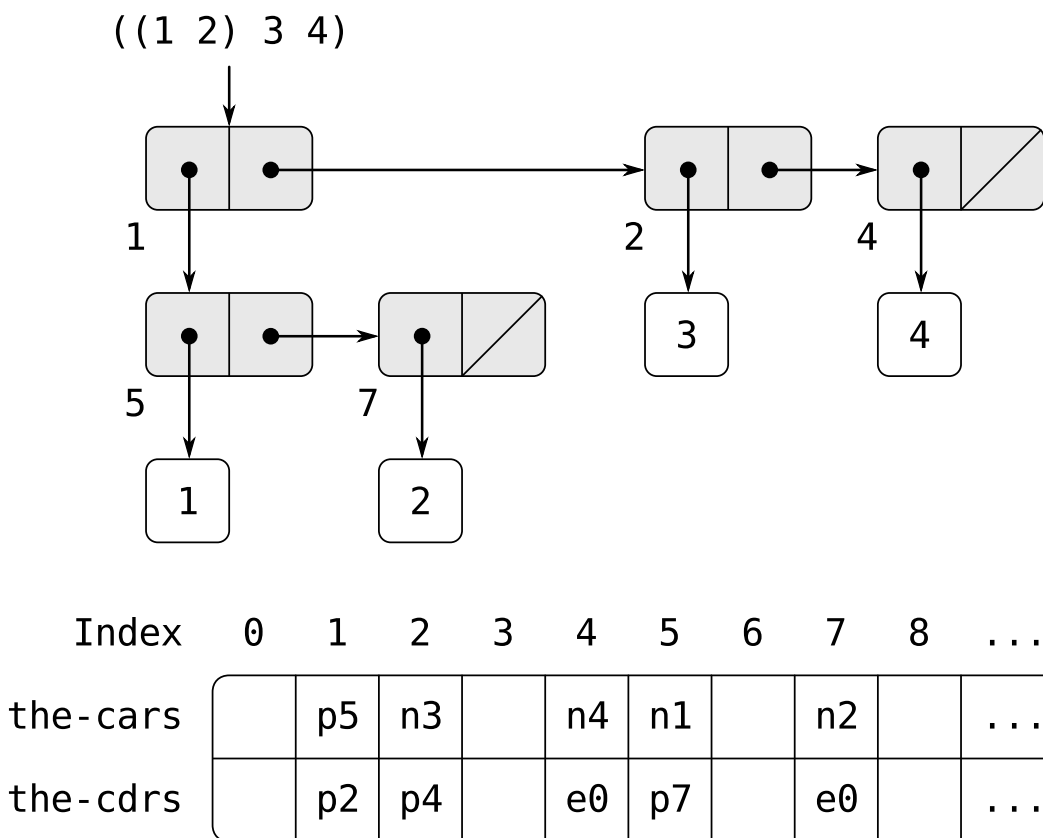 ((1 2) 3 4)
1 2 4
3 4
5 7
1 2
Index 0 1 2 3 4 5 6 7 8 ...
the-cars p5 n3 n4 n1 n2 ...
the-cdrs p2 p4 e0 p7 e0 ...